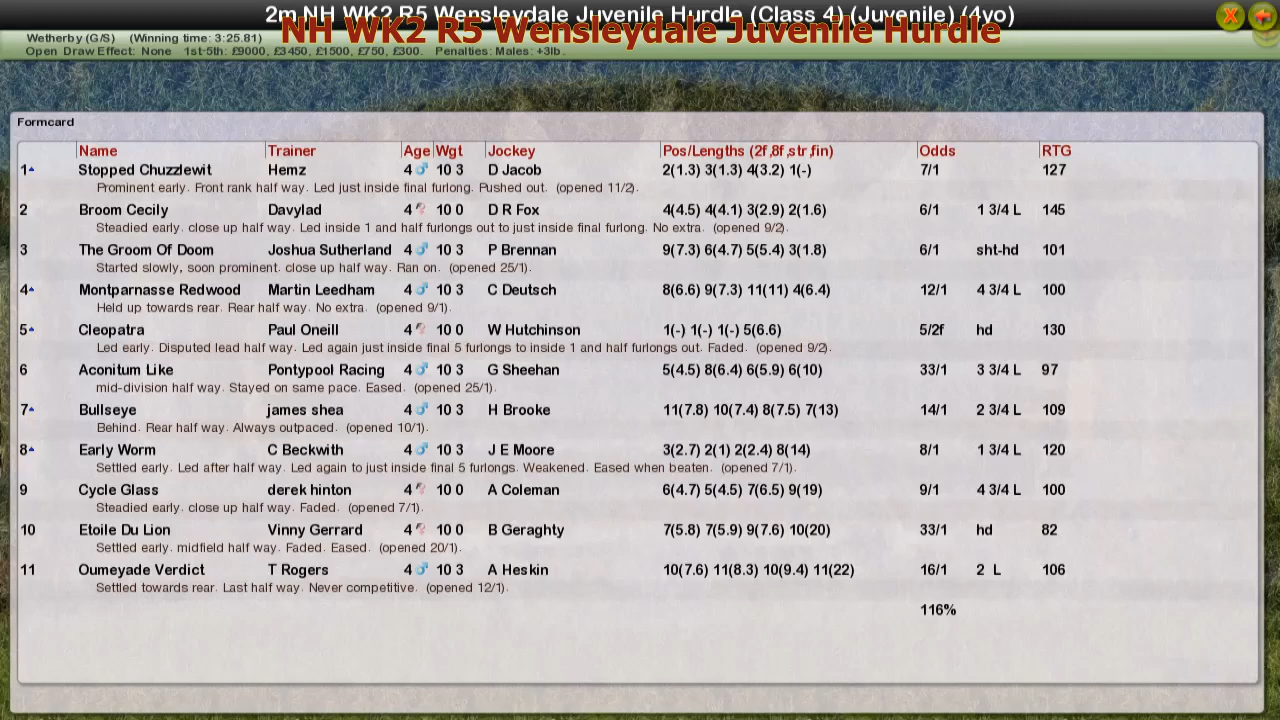 2m NH WK2 R5 Wensleydale Juvenile Hurdle (Class 4) (Juvenile) (4yo)
NH WK2 R5 Wensleydale Juvenile Hurdle
Wetherby (G/S) (Winning time: 3:25.81)
Open Draw Effect: None 1st-5th: £9000, £3450, £1500, £750, £300. Penalties: Males: +3lb.
Formcard
Name Trainer Age Wgt Jockey Pos/Lengths (2f,8f,str,fin) Odds RTG
1 Stopped Chuzzlewit Hemz 4 10 3 D Jacob 2(1.3) 3(1.3) 4(3.2) 1(-) 7/1 127
Prominent early. Front rank half way. Led just inside final furlong. Pushed out. (opened 11/2).
2 Broom Cecily Davylad 4 10 0 D R Fox 4(4.5) 4(4.1) 3(2.9) 2(1.6) 6/1 1 3/4 L 145
Steadied early. close up half way. Led inside 1 and half furlongs out to just inside final furlong. No extra. (opened 9/2).
3 The Groom Of Doom Joshua Sutherland 4 10 3 P Brennan 9(7.3) 6(4.7) 5(5.4) 3(1.8) 6/1 sht-hd 101
Started slowly, soon prominent. close up half way. Ran on. (opened 25/1).
4 Montparnasse Redwood Martin Leedham 4 10 3 C Deutsch 8(6.6) 9(7.3) 11(11) 4(6.4) 12/1 4 3/4 L 100
Held up towards rear. Rear half way. No extra. (opened 9/1).
5 Cleopatra Paul Oneill 4 10 0 W Hutchinson 1(-) 1(-) 1(-) 5(6.6) 5/2f hd 130
Led early. Disputed lead half way. Led again just inside final 5 furlongs to inside 1 and half furlongs out. Faded. (opened 9/2).
6 Aconitum Like Pontypool Racing 4 10 3 G Sheehan 5(4.5) 8(6.4) 6(5.9) 6(10) 33/1 3 3/4 L 97
mid-division half way. Stayed on same pace. Eased. (opened 25/1).
7 Bullseye james shea 4 10 3 H Brooke 11(7.8) 10(7.4) 8(7.5) 7(13) 14/1 2 3/4 L 109
Behind. Rear half way. Always outpaced. (opened 10/1).
8 Early Worm C Beckwith 4 10 3 J E Moore 3(2.7) 2(1) 2(2.4) 8(14) 8/1 1 3/4 L 120
Settled early. Led after half way. Led again to just inside final 5 furlongs. Weakened. Eased when beaten. (opened 7/1).
9 Cycle Glass derek hinton 4 10 0 A Coleman 6(4.7) 5(4.5) 7(6.5) 9(19) 9/1 4 3/4 L 100
Steadied early. close up half way. Faded. (opened 7/1).
10 Etoile Du Lion Vinny Gerrard 4 10 0 B Geraghty 7(5.8) 7(5.9) 9(7.6) 10(20) 33/1 hd 82
Settled early. midfield half way. Faded. Eased. (opened 20/1).
11 Oumeyade Verdict T Rogers 4 10 3 A Heskin 10(7.6) 11(8.3) 10(9.4) 11(22) 16/1 2 L 106
Settled towards rear. Last half way. Never competitive. (opened 12/1).
116%